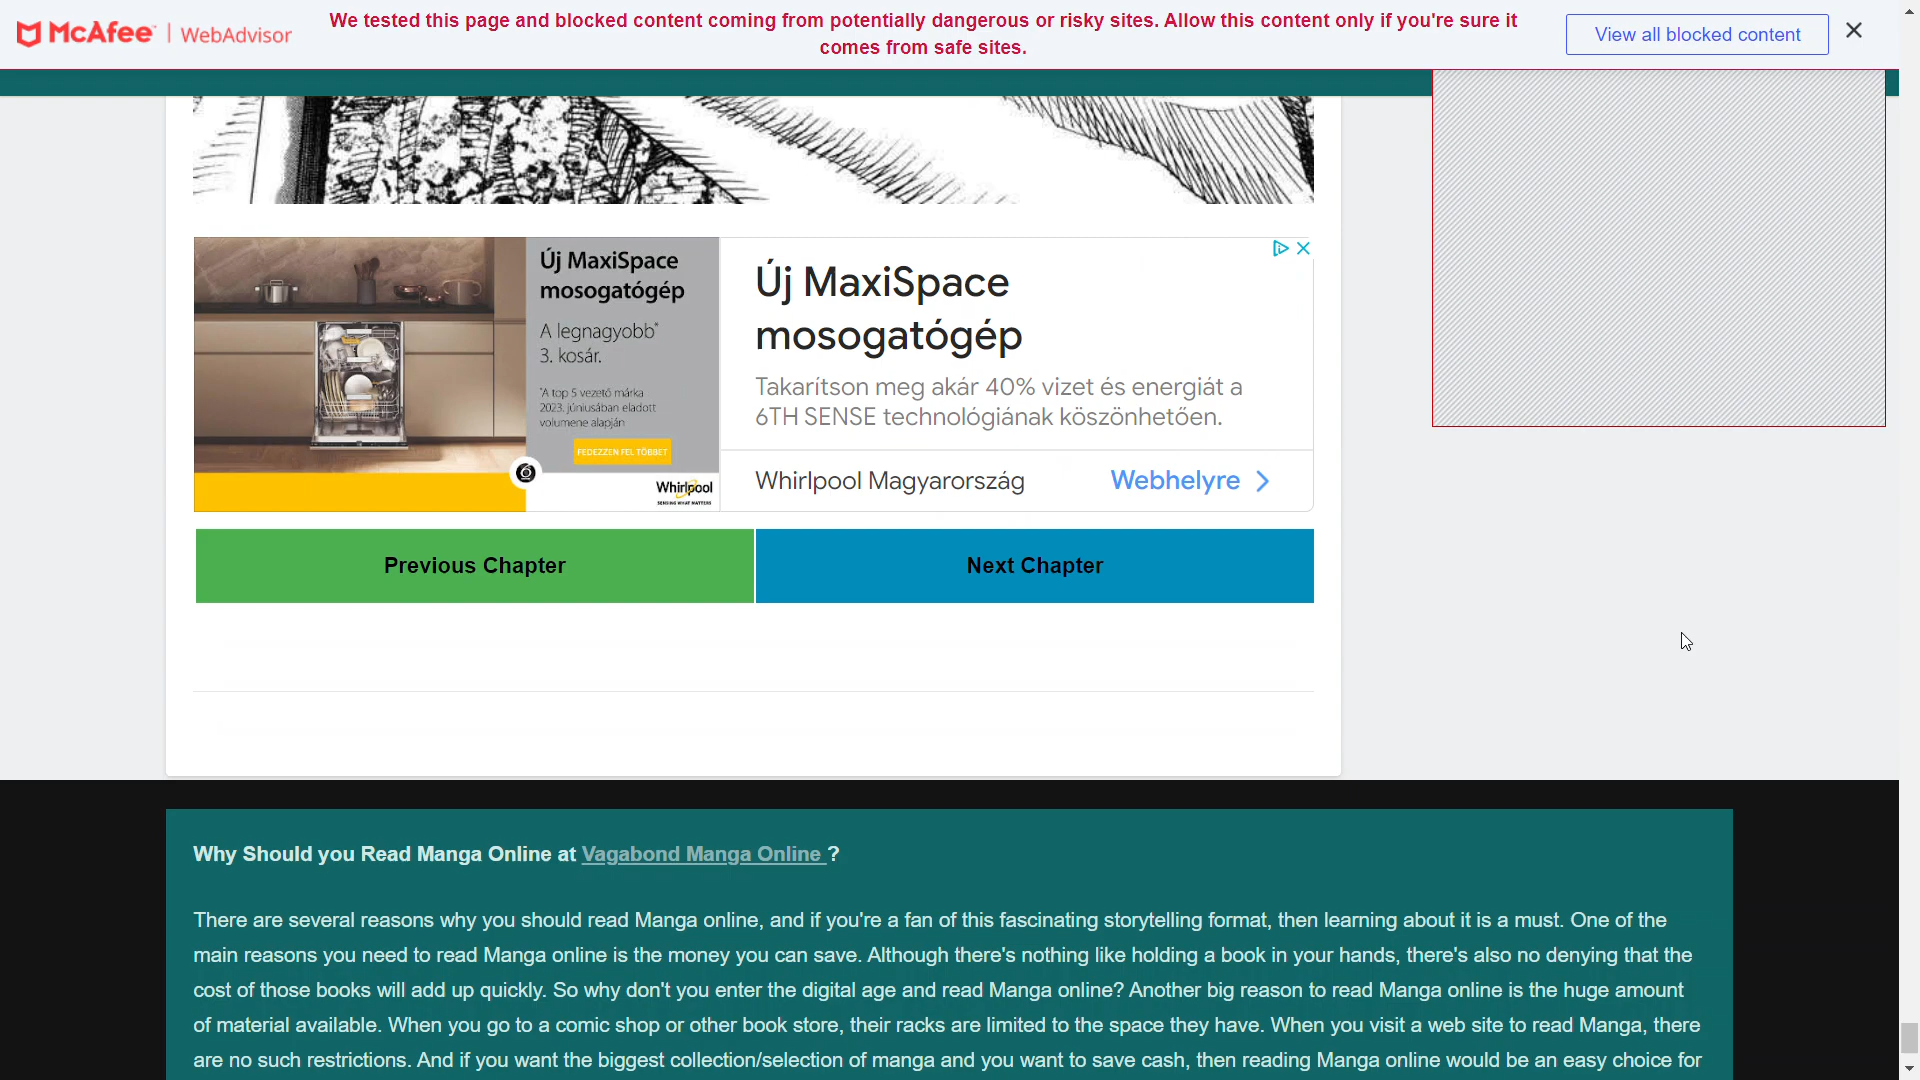 McAfee | WebAdvisor
We tested this page and blocked content coming from potentially dangerous or risky sites. Allow this content only if you're sure it
comes from safe sites.
View all blocked content
Új MaxiSpace
mosogatógép
A legnagyobb*
3. kosár.
*A top 5 vezető márka
2023. júniusában eladott
volumene alapján
FEDEZZEN FEL TÖBBET
Whirlpool
SENSING WHAT MATTERS
Új MaxiSpace
mosogatógép
Takarítson meg akár 40% vizet és energiát a
6TH SENSE technológiának köszönhetően.
Whirlpool Magyarország
Webhelyre
Previous Chapter
Next Chapter
Why Should you Read Manga Online at Vagabond Manga Online ?
There are several reasons why you should read Manga online, and if you're a fan of this fascinating storytelling format, then learning about it is a must. One of the
main reasons you need to read Manga online is the money you can save. Although there's nothing like holding a book in your hands, there's also no denying that the
cost of those books will add up quickly. So why don't you enter the digital age and read Manga online? Another big reason to read Manga online is the huge amount
of material available. When you go to a comic shop or other book store, their racks are limited to the space they have. When you visit a web site to read Manga, there
are no such restrictions. And if you want the biggest collection/selection of manga and you want to save cash, then reading Manga online would be an easy choice for